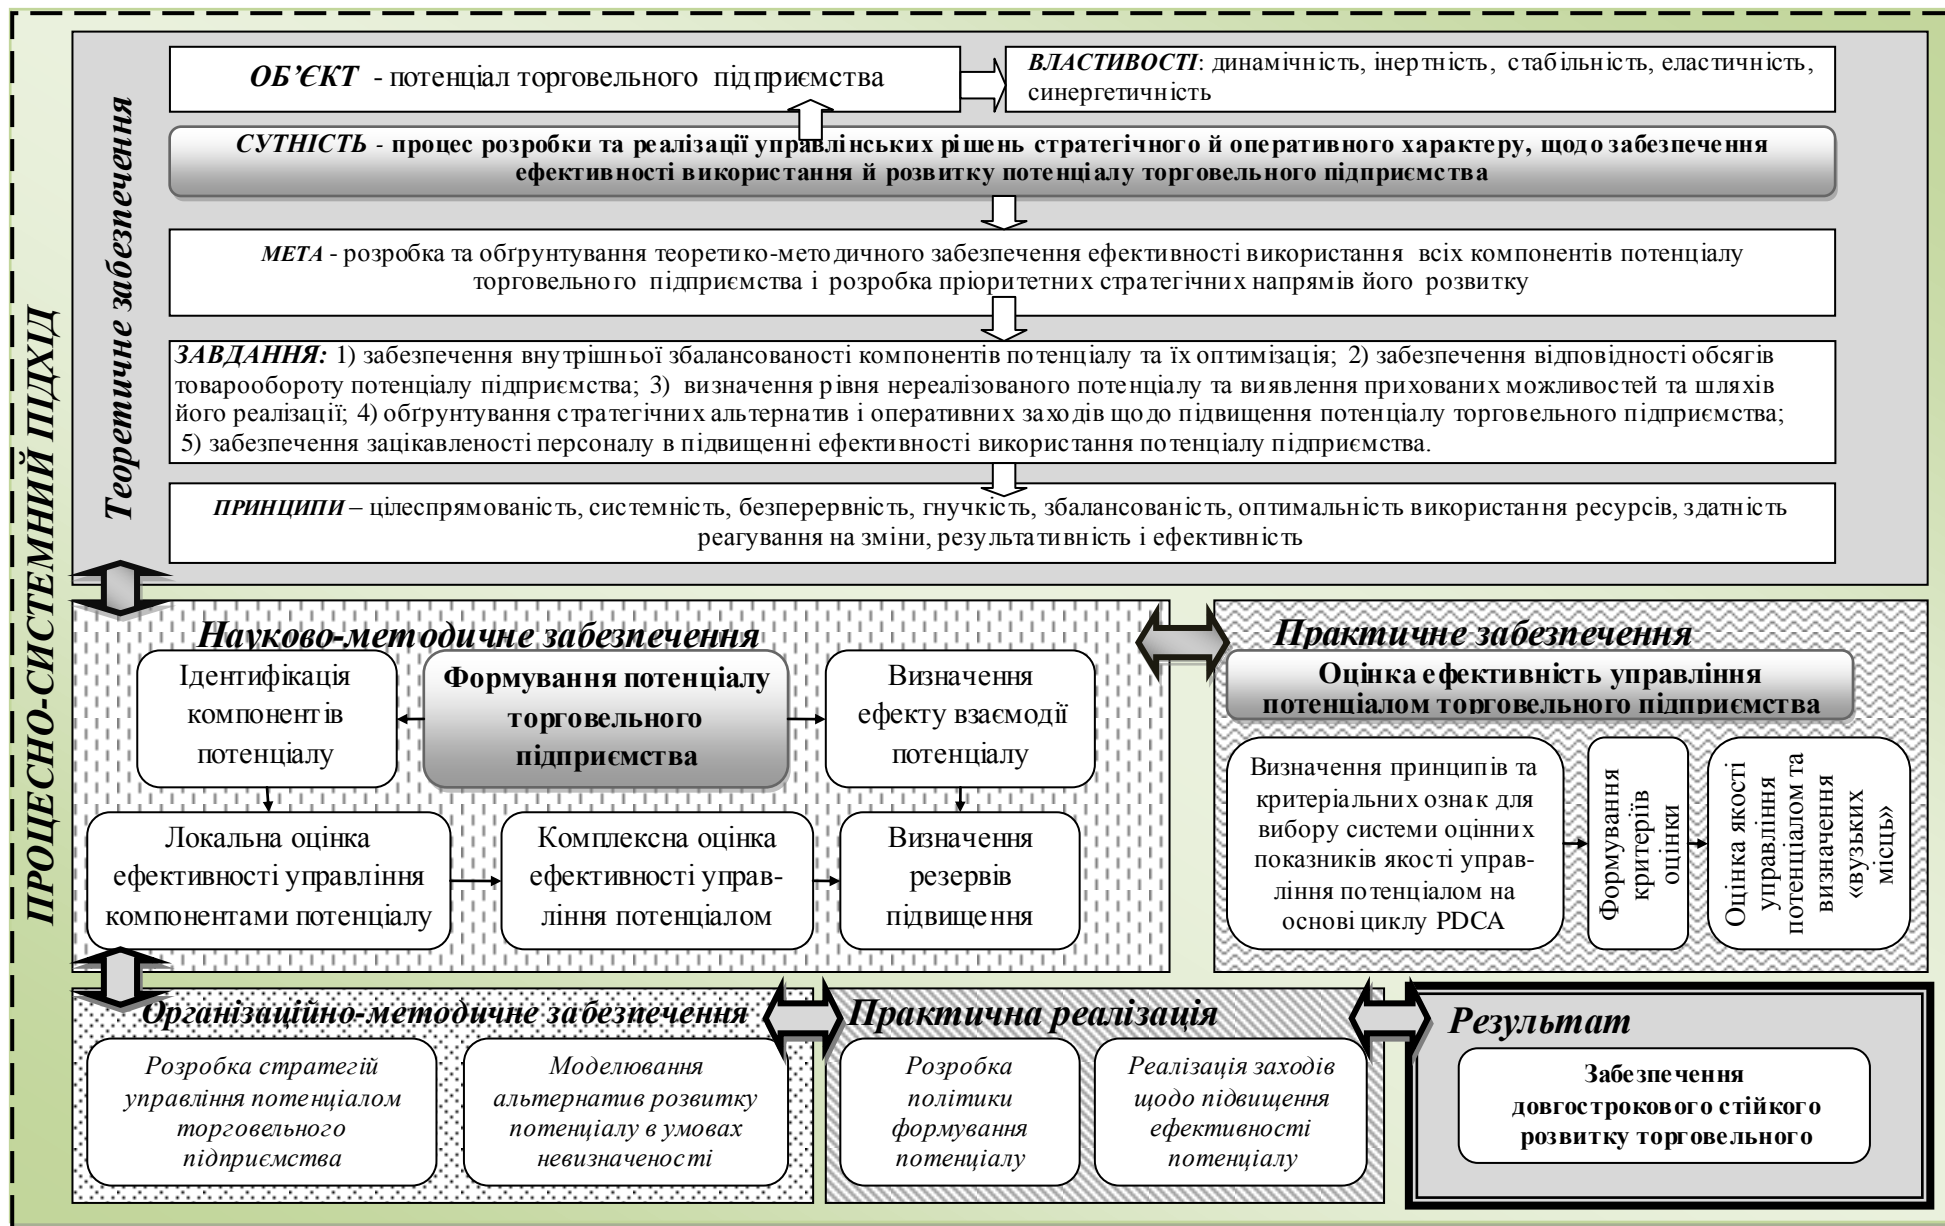 ПРОЦЕСНО-СИСТЕМНИЙ ПІДХІД
Теоретичне забезпечення
ОБ’ЄКТ - потенціал торговельного підприємства
ВЛАСТИВОСТІ: динамічність, інертність, стабільність, еластичність,
синергетичність
СУТНІСТЬ - процес розробки та реалізації управлінських рішень стратегічного й оперативного характеру, щодо забезпечення
ефективності використання й розвитку потенціалу торговельного підприємства
МЕТА - розробка та обґрунтування теоретико-методичного забезпечення ефективності використання всіх компонентів потенціалу
торговельного підприємства і розробка пріоритетних стратегічних напрямів його розвитку
ЗАВДАННЯ: 1) забезпечення внутрішньої збалансованості компонентів потенціалу та їх оптимізація; 2) забезпечення відповідності обсягів
товарообороту потенціалу підприємства; 3) визначення рівня нереалізованого потенціалу та виявлення прихованих можливостей та шляхів
його реалізації; 4) обґрунтування стратегічних альтернатив і оперативних заходів щодо підвищення потенціалу торговельного підприємства;
5) забезпечення зацікавленості персоналу в підвищенні ефективності використання потенціалу підприємства.
ПРИНЦИПИ – цілеспрямованість, системність, безперервність, гнучкість, збалансованість, оптимальність використання ресурсів, здатність
реагування на зміни, результативність і ефективність
Науково-методичне забезпечення
Ідентифікація
компонентів
потенціалу
Формування потенціалу
торговельного
підприємства
Визначення
ефекту взаємодії
потенціалу
Локальна оцінка
ефективності управління
компонентами потенціалу
Комплексна оцінка
ефективності управ-
ління потенціалом
Визначення
резервів
підвищення
Практичне забезпечення
Оцінка ефективність управління
потенціалом торговельного підприємства
Визначення принципів та
критеріальних ознак для
вибору системи оцінних
показників якості управ-
ління потенціалом на
основі циклу PDCA
Формування
критеріїв
оцінки
Оцінка якості
управління
потенціалом та
визначення
«вузьких
місць»
Організаційно-методичне забезпечення
Розробка стратегій
управління потенціалом
торговельного
підприємства
Моделювання
альтернатив розвитку
потенціалу в умовах
невизначеності
Практична реалізація
Розробка
політики
формування
потенціалу
Реалізація заходів
щодо підвищення
ефективності
потенціалу
Результат
Забезпечення
довгострокового стійкого
розвитку торговельного